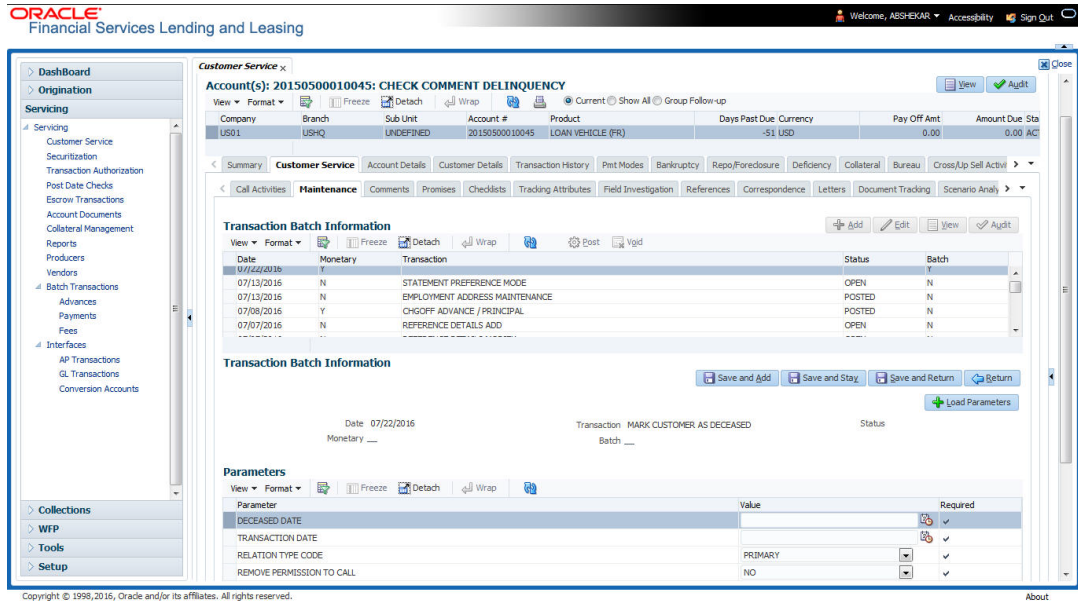 ORACLE®
Financial Services Lending and Leasing
Welcome, ABSHEKAR Accessibility Sign Out
DashBoard
Origination
Servicing
Servicing
Customer Service
Securitization
Transaction Authorization
Post Date Checks
Escrow Transactions
Account Documents
Collateral Management
Reports
Producers
Vendors
Batch Transactions
Advances
Payments
Fees
Interfaces
AP Transactions
GL Transactions
Conversion Accounts
Collections
WFP
Tools
Setup
Customer Service x
Close
Account(s): 20150500010045: CHECK COMMENT DELINQUENCY
View Audit
View Format Freeze Detach Wrap Current Show All Group Follow-up
Company Branch Sub Unit Account # Product Days Past Due Currency Pay Off Amt Amount Due Sta
US01 USHQ UNDEFINED 20150500010045 LOAN VEHICLE (FR) -51 USD 0.00 0.00 AC
Summary Customer Service Account Details Customer Details Transaction History Pmt Modes Bankruptcy Repo/Foreclosure Deficiency Collateral Bureau Cross/Up Sell Activi
Call Activities Maintenance Comments Promises Checklists Tracking Attributes Field Investigation References Correspondence Letters Document Tracking Scenario Analy
Transaction Batch Information
Add Edit View Audit
View Format Freeze Detach Wrap Post Void
Date Monetary Transaction Status Batch
07/22/2016 Y Y
07/13/2016 N STATEMENT PREFERENCE MODE OPEN N
07/13/2016 N EMPLOYMENT ADDRESS MAINTENANCE POSTED N
07/08/2016 Y CHGOFF ADVANCE / PRINCIPAL POSTED N
07/07/2016 N REFERENCE DETAILS ADD OPEN N
Transaction Batch Information
Save and Add Save and Stay Save and Return Return
Load Parameters
Date 07/22/2016 Transaction MARK CUSTOMER AS DECEASED Status
Monetary Batch
Parameters
View Format Freeze Detach Wrap
Parameter Value Required
DECEASED DATE
TRANSACTION DATE
RELATION TYPE CODE PRIMARY
REMOVE PERMISSION TO CALL NO
Copyright © 1998,2016, Oracle and/or its affiliates. All rights reserved.
About